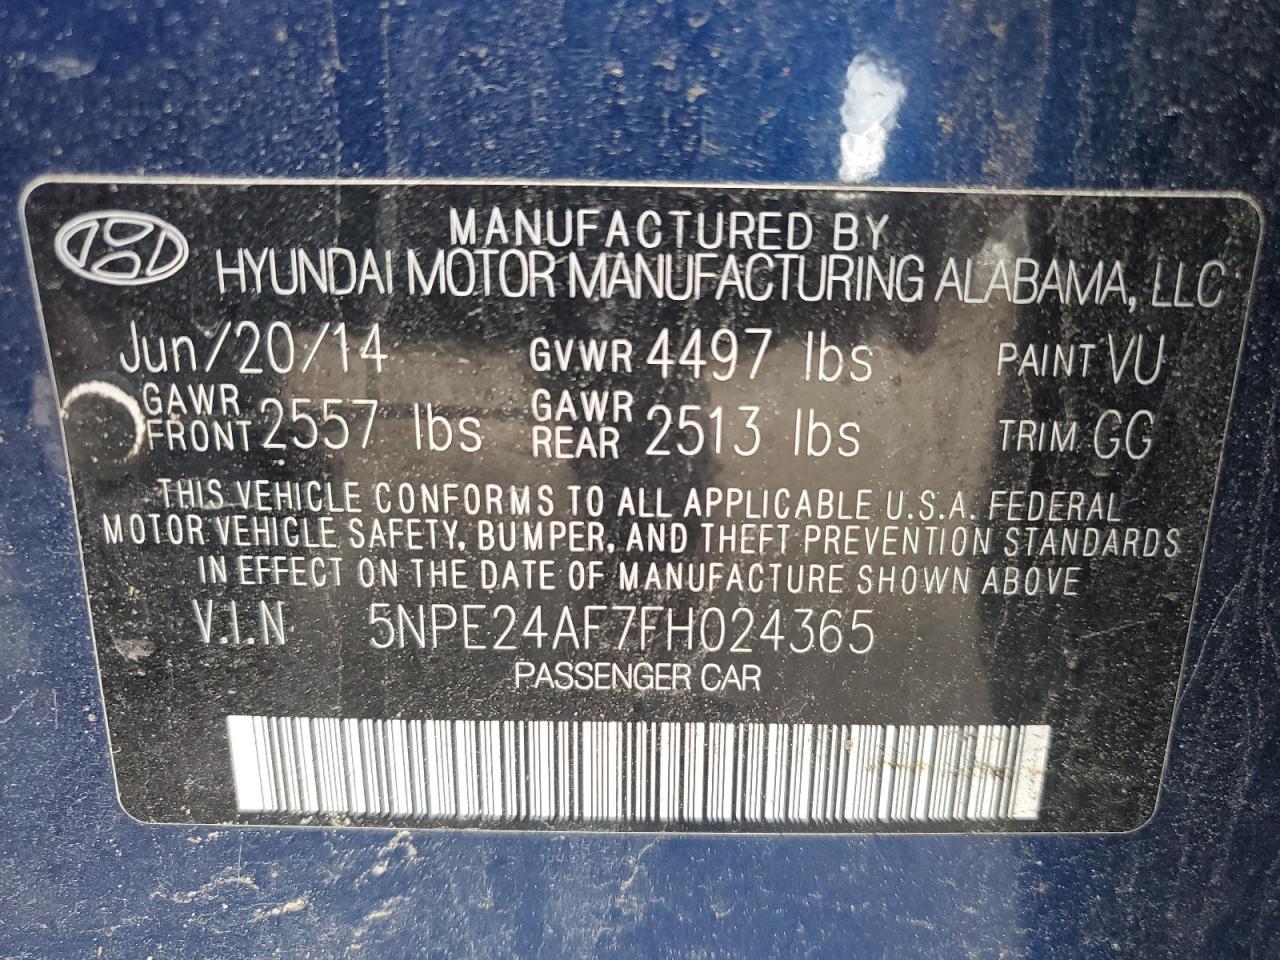 MANUFACTURED BY
HYUNDAI MOTOR MANUFACTURING ALABAMA, LLC
Jun/20/14 GVWR 4497 lbs PAINT VU
GAWR FRONT 2557 lbs GAWR REAR 2513 lbs TRIM GG
THIS VEHICLE CONFORMS TO ALL APPLICABLE U.S.A. FEDERAL
MOTOR VEHICLE SAFETY, BUMPER, AND THEFT PREVENTION STANDARDS
IN EFFECT ON THE DATE OF MANUFACTURE SHOWN ABOVE
V.I.N 5NPE24AF7FH024365
PASSENGER CAR